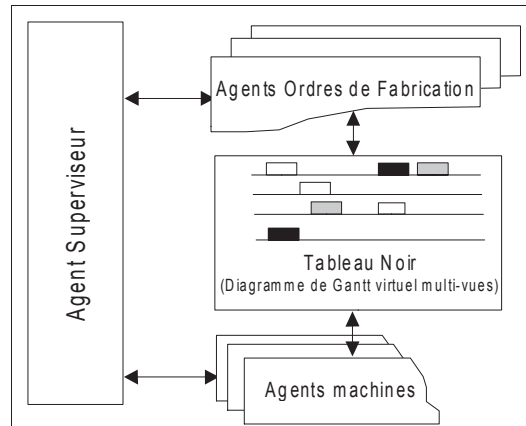 Agent Superviseur
Agents Ordres de Fabrication
Tableau Noir
(Diagramme de Gantt virtuel multi-vues)
Agents machines